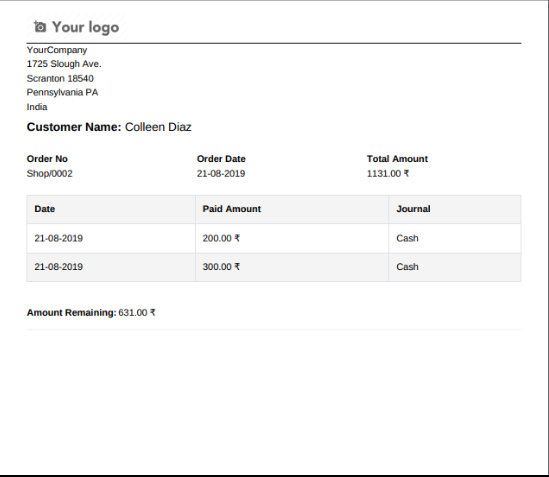 Your logo
YourCompany
1725 Slough Ave.
Scranton 18540
Pennsylvania PA
India
Customer Name: Colleen Diaz
Order No Order Date Total Amount
Shop/0002 21-08-2019 1131.00 ₹
Date Paid Amount Journal
21-08-2019 200.00 ₹ Cash
21-08-2019 300.00 ₹ Cash
Amount Remaining: 631.00 ₹